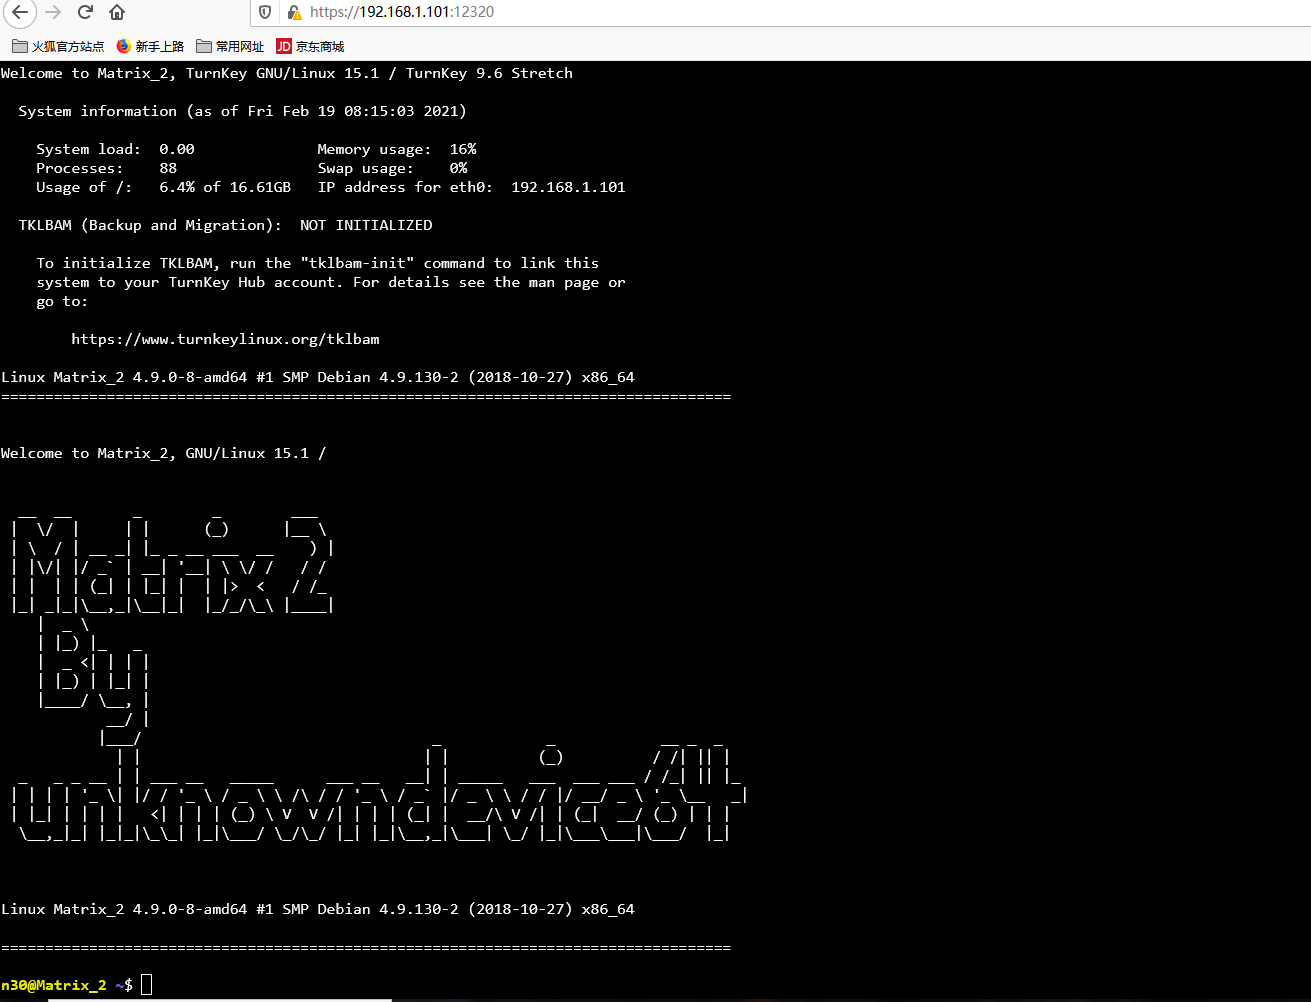 https://192.168.1.101:12320
火狐官方站点 新手上路 常用网址 JD 京东商城
Welcome to Matrix_2, TurnKey GNU/Linux 15.1 / TurnKey 9.6 Stretch
System information (as of Fri Feb 19 08:15:03 2021)
System load: 0.00 Memory usage: 16%
Processes: 88 Swap usage: 0%
Usage of /: 6.4% of 16.61GB IP address for eth0: 192.168.1.101
TKLBAM (Backup and Migration): NOT INITIALIZED
To initialize TKLBAM, run the "tklbam-init" command to link this
system to your TurnKey Hub account. For details see the man page or
go to:
https://www.turnkeylinux.org/tklbam
Linux Matrix_2 4.9.0-8-amd64 #1 SMP Debian 4.9.130-2 (2018-10-27) x86_64
===================================================================================
Welcome to Matrix_2, GNU/Linux 15.1 /
Matrix 2
By
unknowndevice64
Linux Matrix_2 4.9.0-8-amd64 #1 SMP Debian 4.9.130-2 (2018-10-27) x86_64
===================================================================================
n30@Matrix_2 ~$